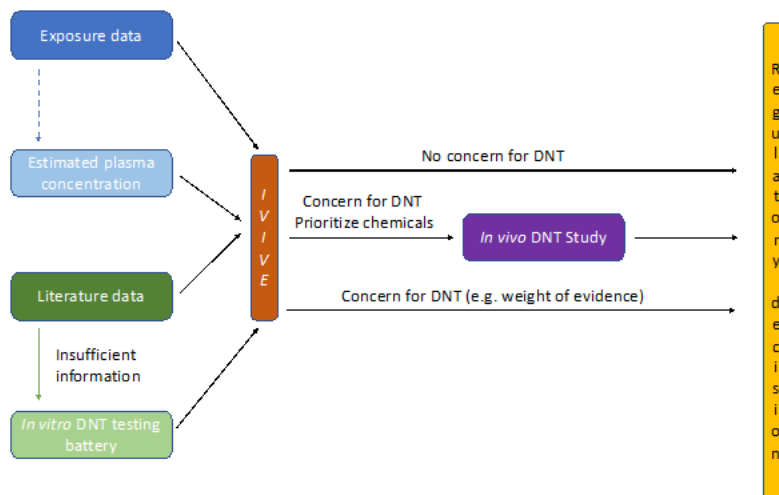 Exposure data
Estimated plasma
concentration
Literature data
Insufficient
information
In vitro DNT testing
battery
I
V
I
V
E
No concern for DNT
Concern for DNT
Prioritize chemicals
In vivo DNT Study
Concern for DNT (e.g. weight of evidence)
R
e
g
u
l
a
t
o
r
y
d
e
c
i
s
i
o
n